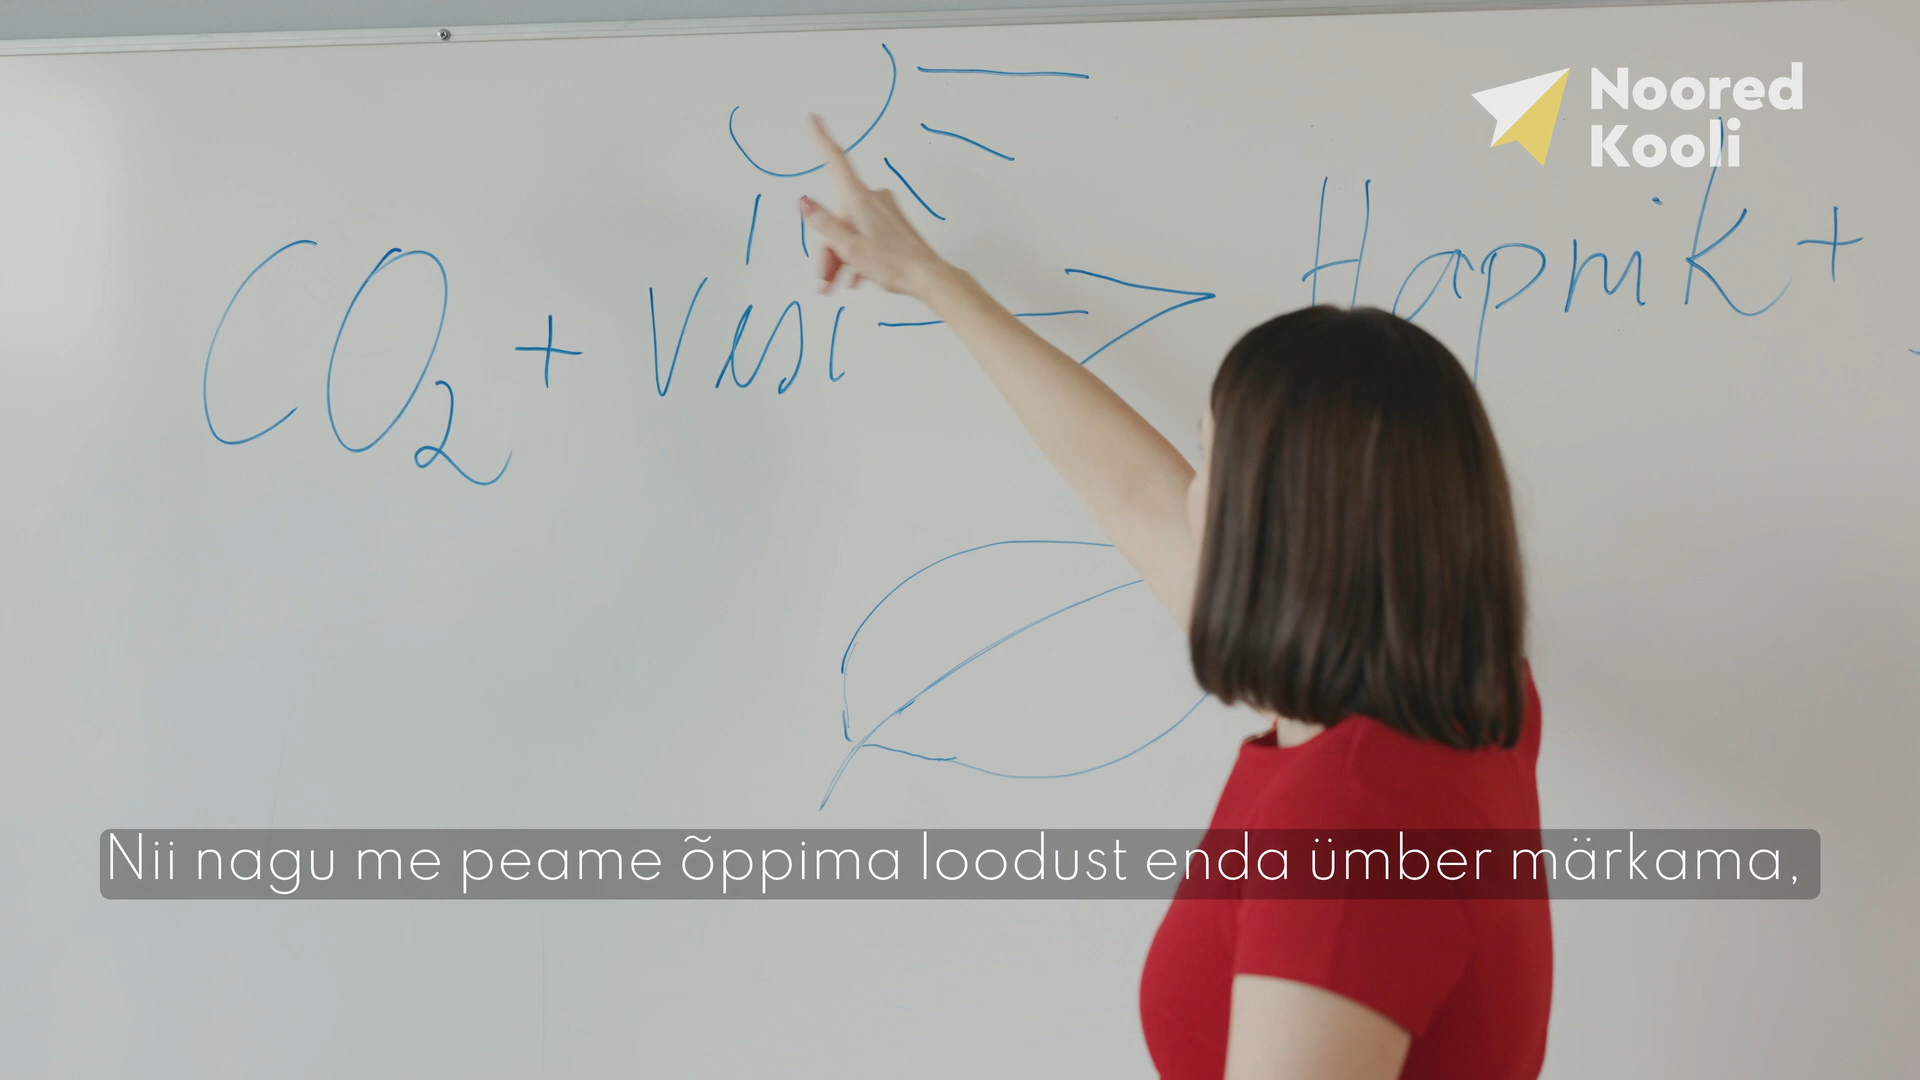 Noored
Kooli
CO2 + Vesi → Hapnik +
Nii nagu me peame õppima loodust enda ümber märkama,